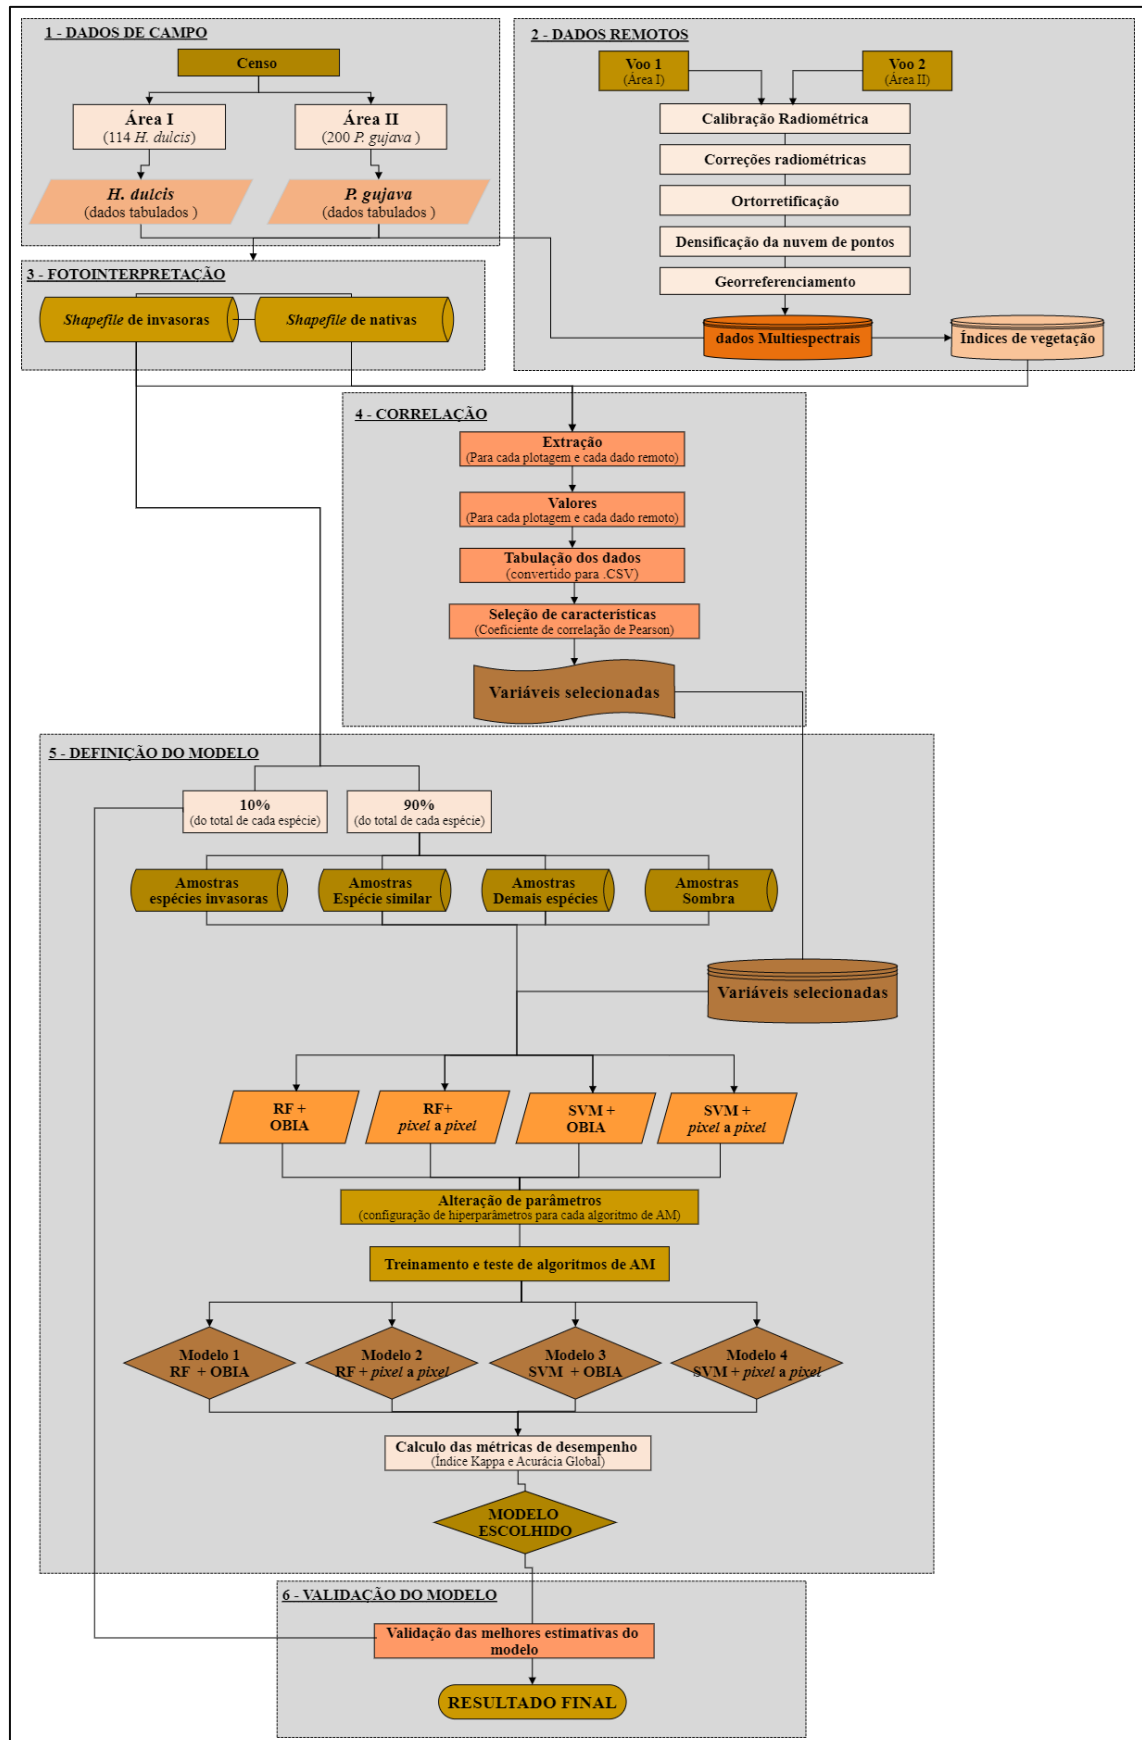 1 - DADOS DE CAMPO
Censo
Área I
(114 H. dulcis)
Área II
(200 P. gujava )
H. dulcis
(dados tabulados )
P. gujava
(dados tabulados )
2 - DADOS REMOTOS
Voo 1
(Área I)
Voo 2
(Área II)
Calibração Radiométrica
Correções radiométricas
Ortorretificação
Densificação da nuvem de pontos
Georreferenciamento
dados Multiespectrais
Índices de vegetação
3 - FOTOINTERPRETAÇÃO
Shapefile de invasoras
Shapefile de nativas
4 - CORRELAÇÃO
Extração
(Para cada plotagem e cada dado remoto)
Valores
(Para cada plotagem e cada dado remoto)
Tabulação dos dados
(convertido para .CSV)
Seleção de características
(Coeficiente de correlação de Pearson)
Variáveis selecionadas
5 - DEFINIÇÃO DO MODELO
10%
(do total de cada espécie)
90%
(do total de cada espécie)
Amostras
espécies invasoras
Amostras
Espécie similar
Amostras
Demais espécies
Amostras
Sombra
Variáveis selecionadas
RF +
OBIA
RF+
pixel a pixel
SVM +
OBIA
SVM +
pixel a pixel
Alteração de parâmetros
(configuração de hiperparâmetros para cada algoritmo de AM)
Treinamento e teste de algoritmos de AM
Modelo 1
RF + OBIA
Modelo 2
RF + pixel a pixel
Modelo 3
SVM + OBIA
Modelo 4
SVM + pixel a pixel
Calculo das métricas de desempenho
(Índice Kappa e Acurácia Global)
MODELO
ESCOLHIDO
6 - VALIDAÇÃO DO MODELO
Validação das melhores estimativas do
modelo
RESULTADO FINAL